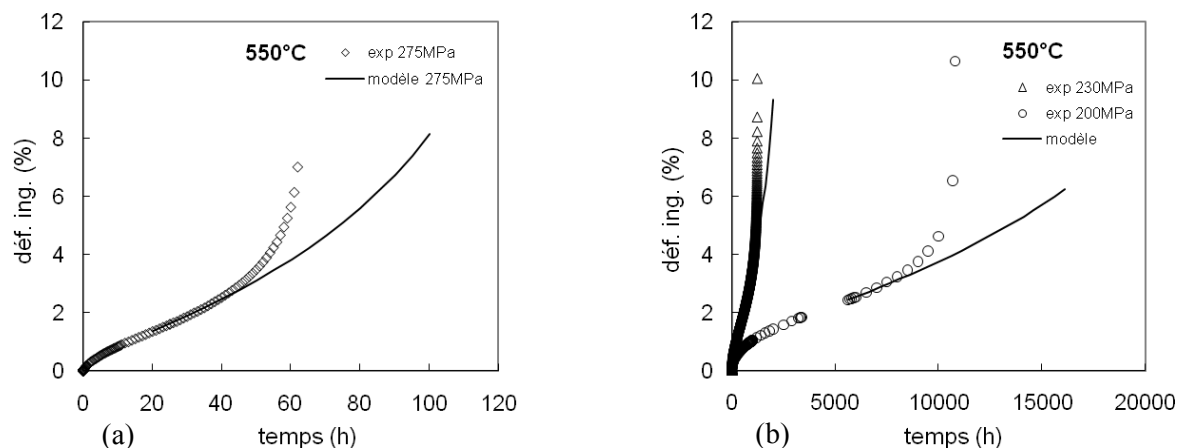 12
10
8
6
4
2
0
déf. ing. (%)
550°C
exp 275MPa
modèle 275MPa
0 20 40 60 80 100 120
(a)
temps (h)
12
10
8
6
4
2
0
déf. ing. (%)
550°C
exp 230MPa
exp 200MPa
modèle
0 5000 10000 15000 20000
(b)
temps (h)